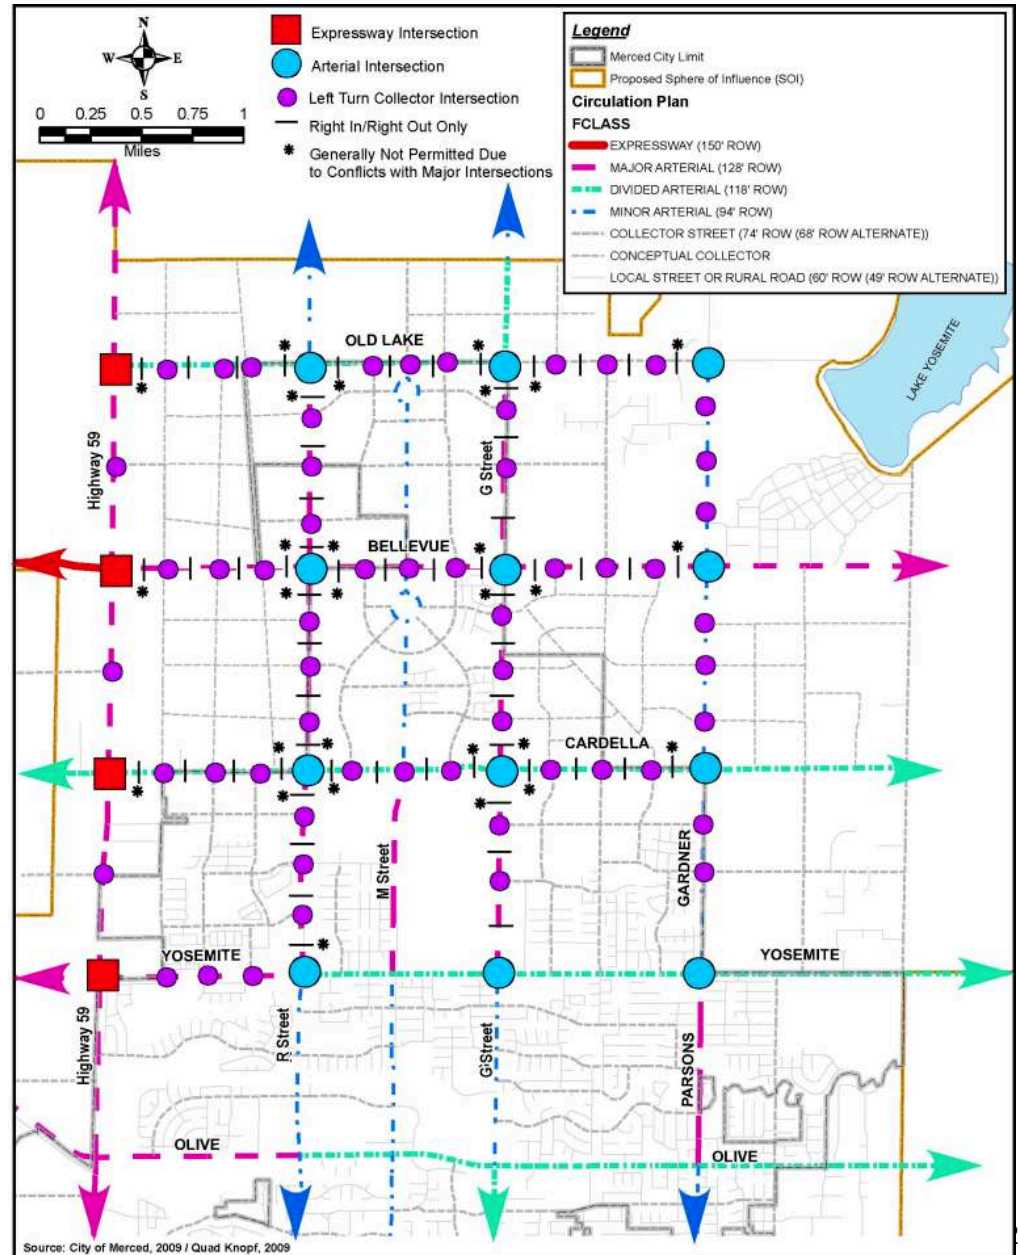 N
W E
S
0 0.25 0.5 0.75 1
Miles
Expressway Intersection
Arterial Intersection
Left Turn Collector Intersection
Right In/Right Out Only
* Generally Not Permitted Due
to Conflicts with Major Intersections
Legend
Merced City Limit
Proposed Sphere of Influence (SOI)
Circulation Plan
FCLASS
EXPRESSWAY (150' ROW)
MAJOR ARTERIAL (128' ROW)
DIVIDED ARTERIAL (118' ROW)
MINOR ARTERIAL (94' ROW)
COLLECTOR STREET (74' ROW (68' ROW ALTERNATE))
CONCEPTUAL COLLECTOR
LOCAL STREET OR RURAL ROAD (60' ROW (49' ROW ALTERNATE))
OLD LAKE
LAKE YOSEMITE
Highway 59
G Street
BELLEVUE
CARDELLA
M Street
GARDNER
YOSEMITE
YOSEMITE
Highway 59
R Street
G Street
PARSONS
OLIVE
OLIVE
Source: City of Merced, 2009 / Quad Knopf, 2009